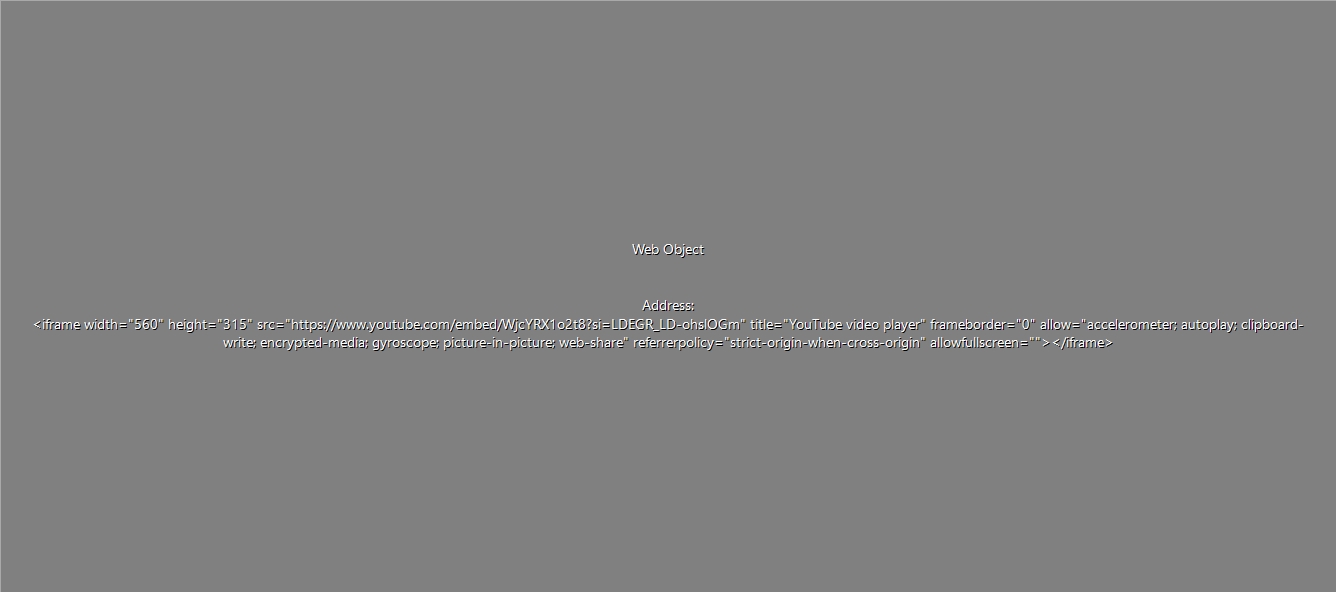 Web Object
Address:
<iframe width="560" height="315" src="https://www.youtube.com/embed/WjcYRX1o2t8?si=LDEGR_LD-ohslOGm" title="YouTube video player" frameborder="0" allow="accelerometer; autoplay; clipboard-
write; encrypted-media; gyroscope; picture-in-picture; web-share" referrerpolicy="strict-origin-when-cross-origin" allowfullscreen=""></iframe>